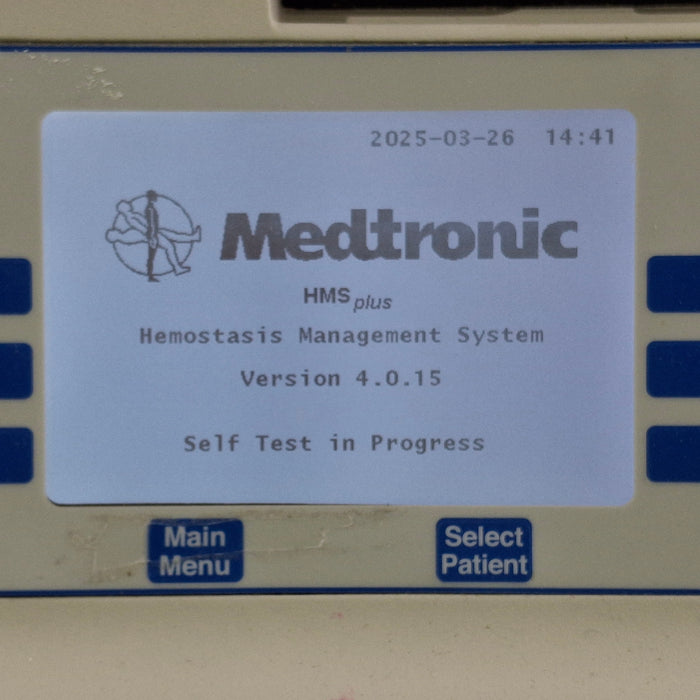 2025-03-26 14:41
Medtronic
HMS plus
Hemostasis Management System
Version 4.0.15
Self Test in Progress
Main
Menu
Select
Patient